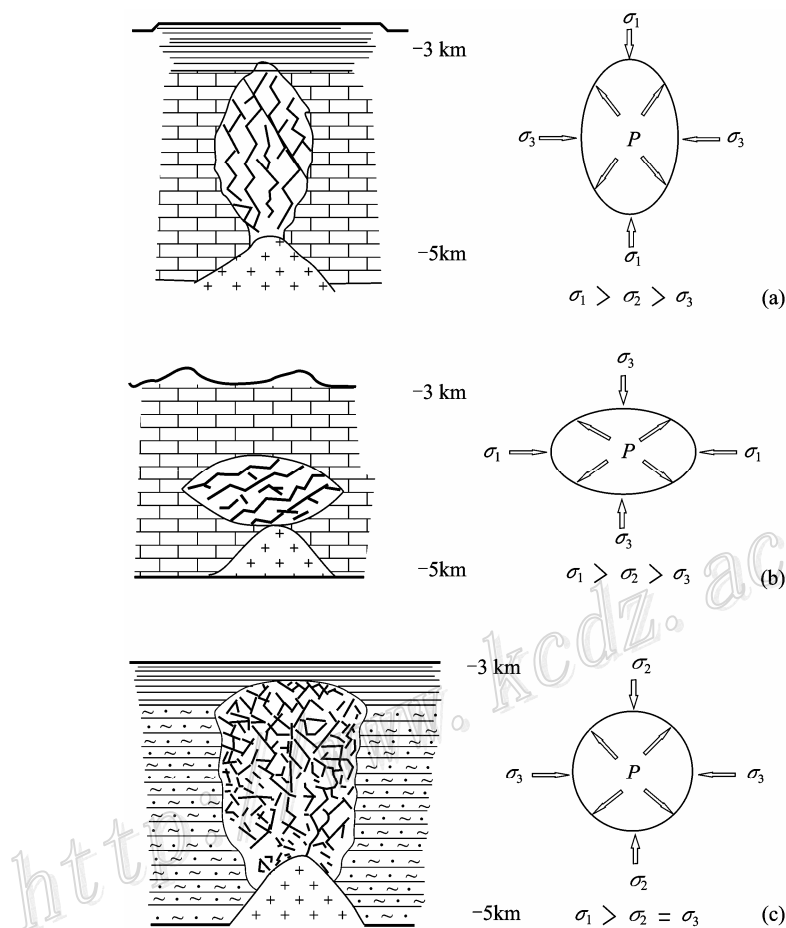 σ1
-3 km
σ3 P σ3
-5km
σ1
σ1 > σ2 > σ3 (a)
σ3
-3 km
σ1 P σ1
σ3
-5km
σ1 > σ2 > σ3 (b)
-3 km
σ2
σ3 P σ3
σ2
-5km
σ1 > σ2 = σ3 (c)
http://www.kcdz.ac